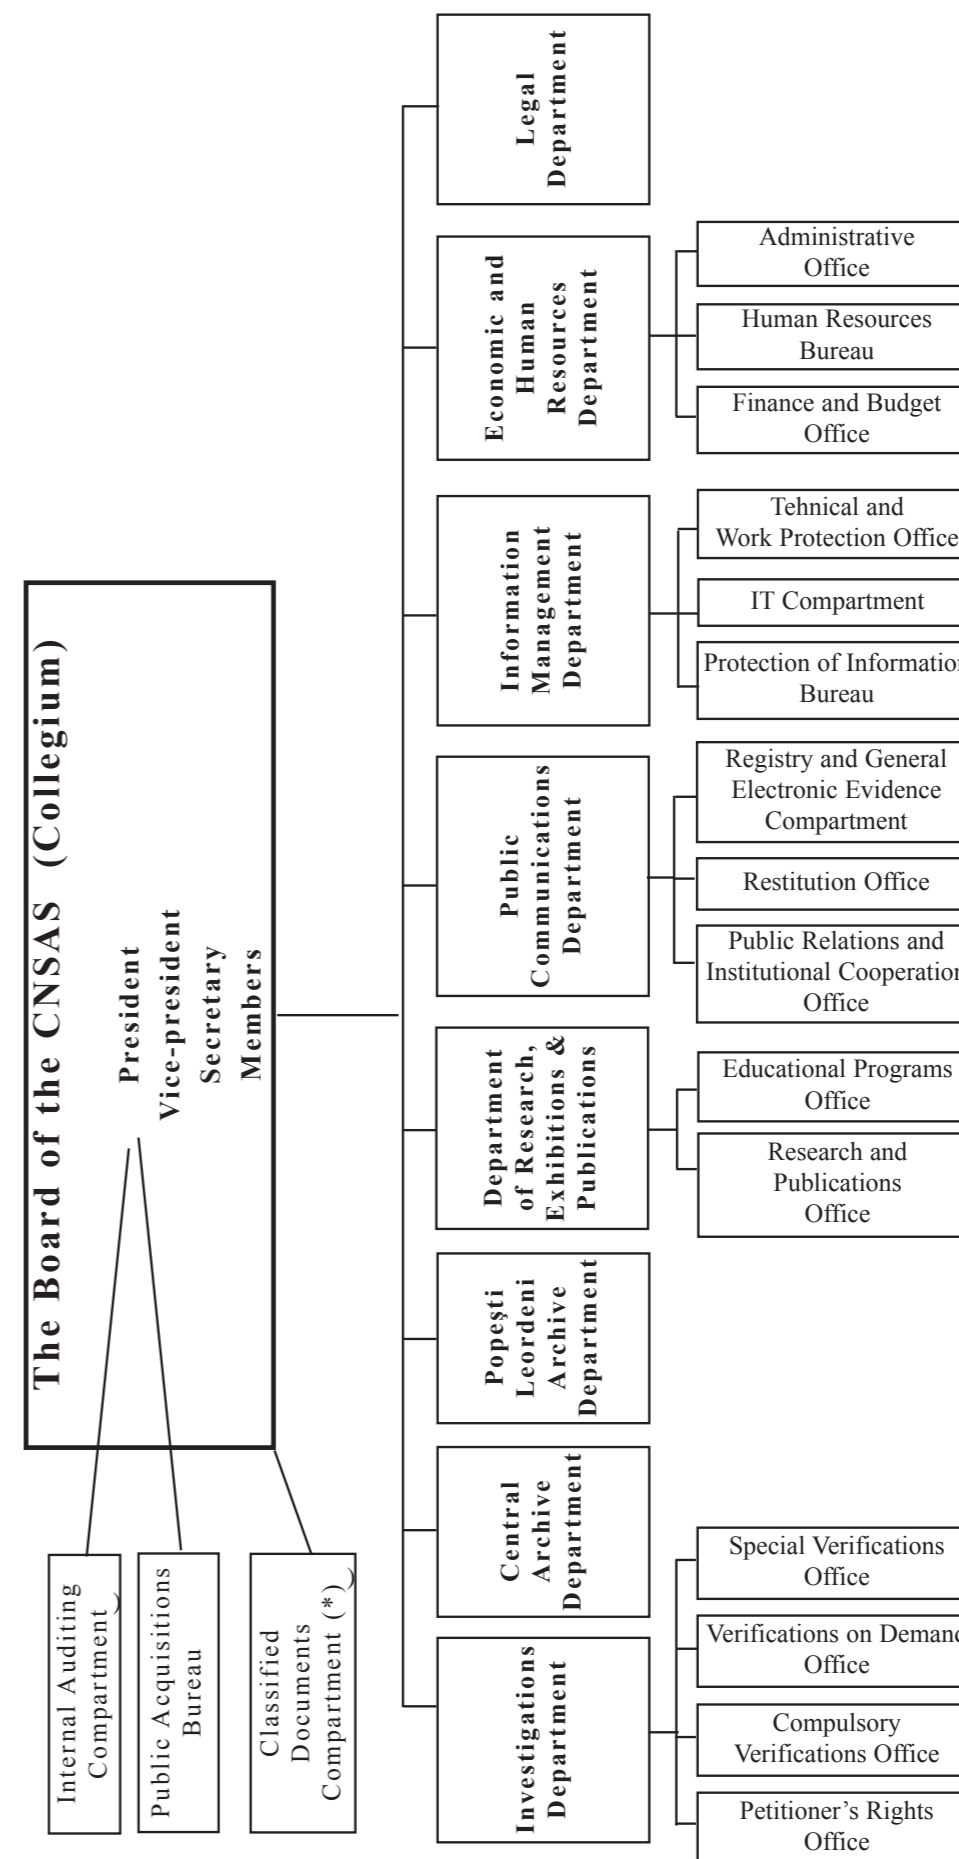 The Board of the CNSAS (Collegium)
President
Vice-president
Secretary
Members
Internal Auditing
Compartment
Public Acquisitions
Bureau
Classified
Documents
Compartment (*)
Legal
Department
Economic and
Human
Resources
Department
Administrative
Office
Human Resources
Bureau
Finance and Budget
Office
Information
Management
Department
Tehnical and
Work Protection Office
IT Compartment
Protection of Information
Bureau
Public
Communications
Department
Registry and General
Electronic Evidence
Compartment
Restitution Office
Public Relations and
Institutional Cooperation
Office
Department
of Research,
Exhibitions &
Publications
Educational Programs
Office
Research and
Publications
Office
Popeşti
Leordeni
Archive
Department
Central
Archive
Department
Investigations
Department
Special Verifications
Office
Verifications on Demand
Office
Compulsory
Verifications Office
Petitioner’s Rights
Office